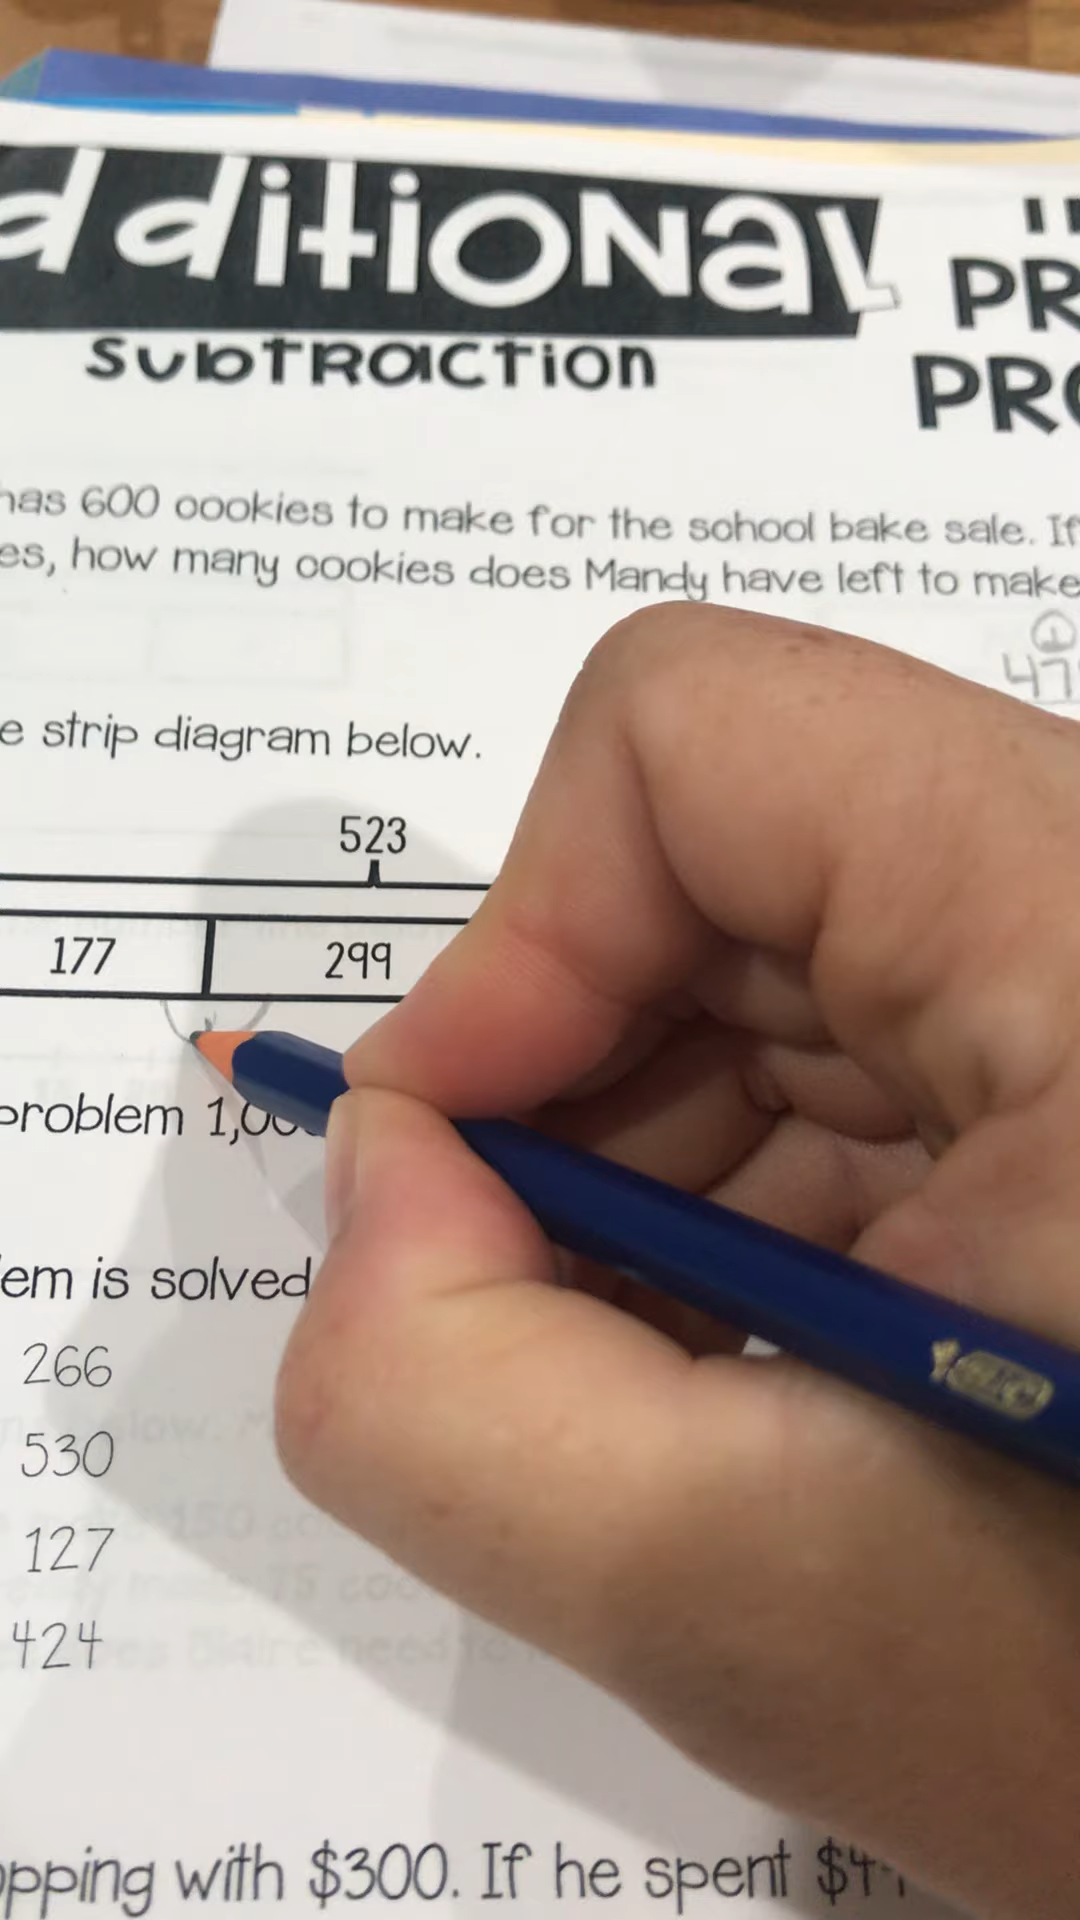 dditional
Subtraction
PR
has 600 cookies to make for the school bake sale. If
es, how many cookies does Mandy have left to make
47
e strip diagram below.
523
177 299
problem 1,0
em is solved
266
530
127
424
pping with $300. If he spent $4